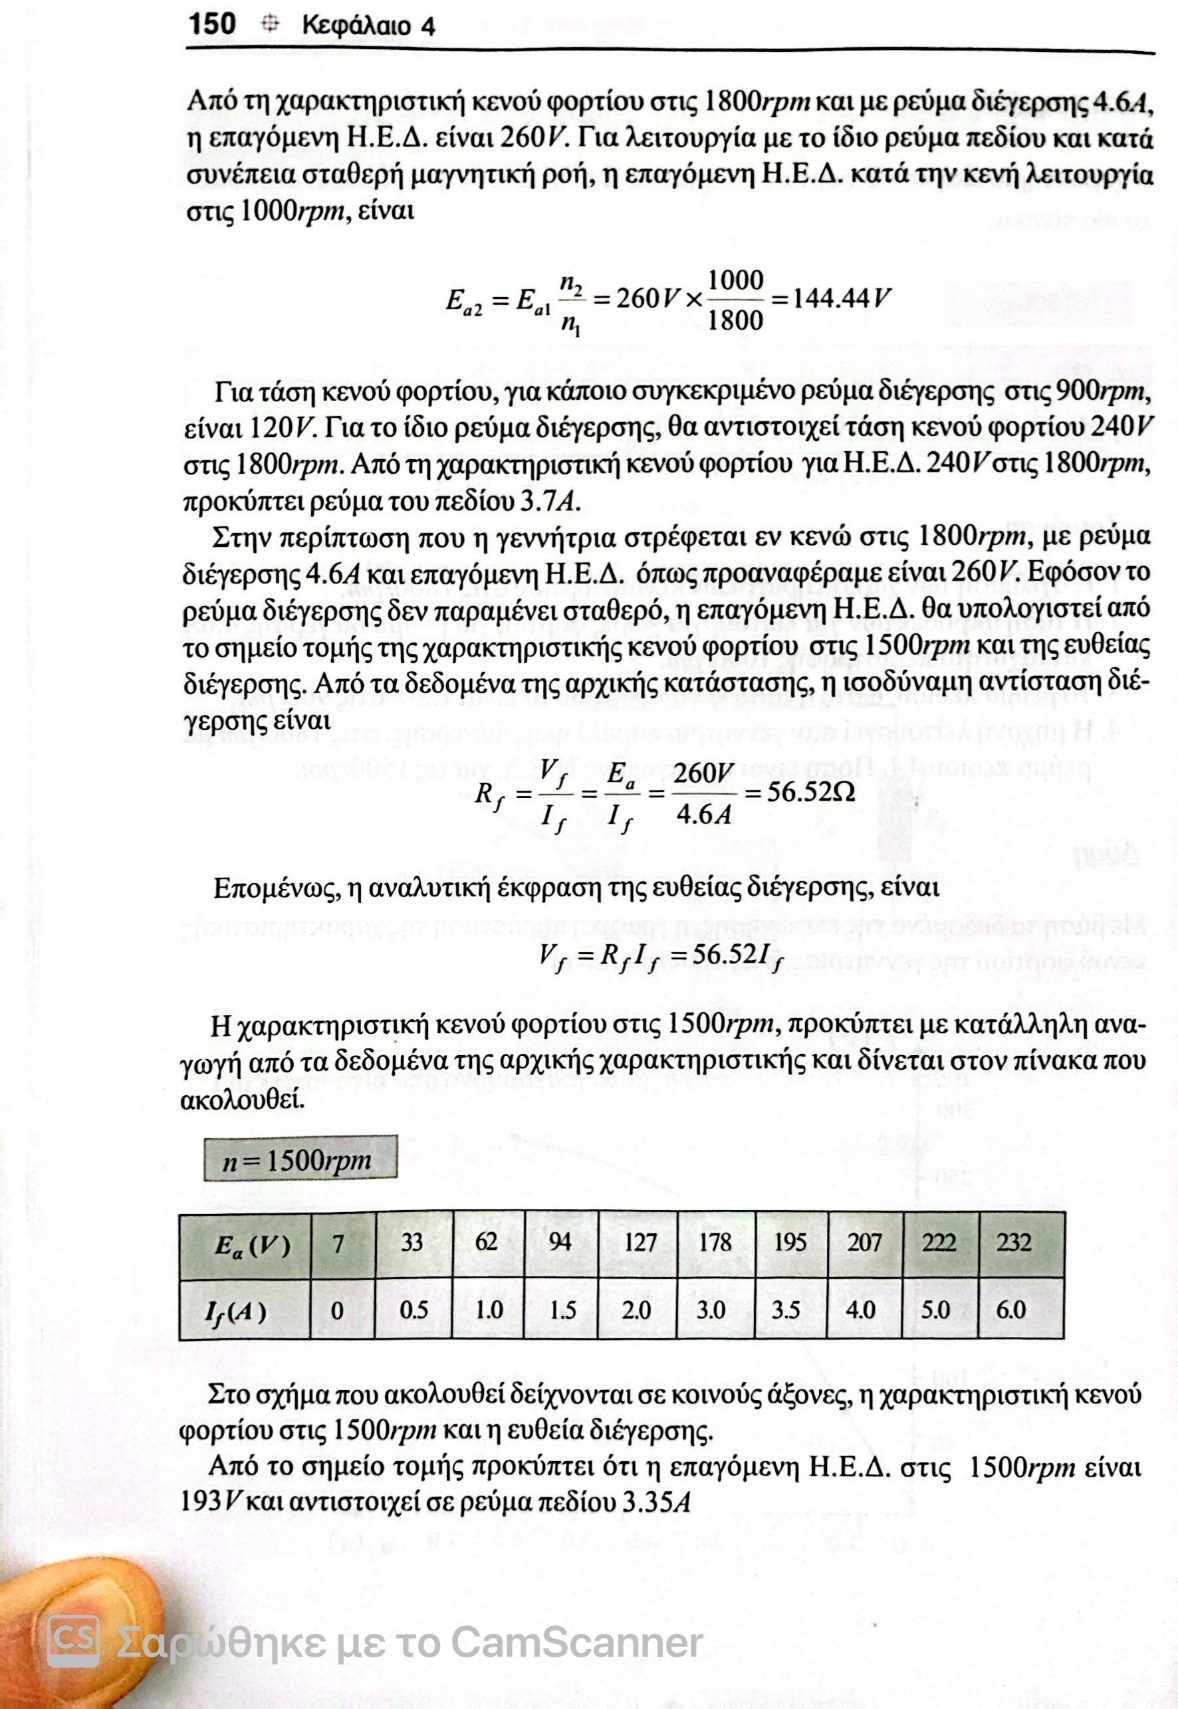 150 ⌖ Κεφάλαιο 4
Από τη χαρακτηριστική κενού φορτίου στις 1800rpm και με ρεύμα διέγερσης 4.6A,
η επαγόμενη Η.Ε.Δ. είναι 260V. Για λειτουργία με το ίδιο ρεύμα πεδίου και κατά
συνέπεια σταθερή μαγνητική ροή, η επαγόμενη Η.Ε.Δ. κατά την κενή λειτουργία
στις 1000rpm, είναι
E_{a2} = E_{a1} n_2/n_1 = 260V × 1000/1800 = 144.44V
Για τάση κενού φορτίου, για κάποιο συγκεκριμένο ρεύμα διέγερσης στις 900rpm,
είναι 120V. Για το ίδιο ρεύμα διέγερσης, θα αντιστοιχεί τάση κενού φορτίου 240V
στις 1800rpm. Από τη χαρακτηριστική κενού φορτίου για Η.Ε.Δ. 240V στις 1800rpm,
προκύπτει ρεύμα του πεδίου 3.7A.
Στην περίπτωση που η γεννήτρια στρέφεται εν κενώ στις 1800rpm, με ρεύμα
διέγερσης 4.6A και επαγόμενη Η.Ε.Δ. όπως προαναφέραμε είναι 260V. Εφόσον το
ρεύμα διέγερσης δεν παραμένει σταθερό, η επαγόμενη Η.Ε.Δ. θα υπολογιστεί από
το σημείο τομής της χαρακτηριστικής κενού φορτίου στις 1500rpm και της ευθείας
διέγερσης. Από τα δεδομένα της αρχικής κατάστασης, η ισοδύναμη αντίσταση διέ-
γερσης είναι
R_f = V_f/I_f = E_a/I_f = 260V/4.6A = 56.52Ω
Επομένως, η αναλυτική έκφραση της ευθείας διέγερσης, είναι
V_f = R_f I_f = 56.52I_f
Η χαρακτηριστική κενού φορτίου στις 1500rpm, προκύπτει με κατάλληλη ανα-
γωγή από τα δεδομένα της αρχικής χαρακτηριστικής και δίνεται στον πίνακα που
ακολουθεί.
n = 1500rpm
E_a (V) 7 33 62 94 127 178 195 207 222 232
I_f (A) 0 0.5 1.0 1.5 2.0 3.0 3.5 4.0 5.0 6.0
Στο σχήμα που ακολουθεί δείχνονται σε κοινούς άξονες, η χαρακτηριστική κενού
φορτίου στις 1500rpm και η ευθεία διέγερσης.
Από το σημείο τομής προκύπτει ότι η επαγόμενη Η.Ε.Δ. στις 1500rpm είναι
193V και αντιστοιχεί σε ρεύμα πεδίου 3.35A
CS Σαρώθηκε με το CamScanner